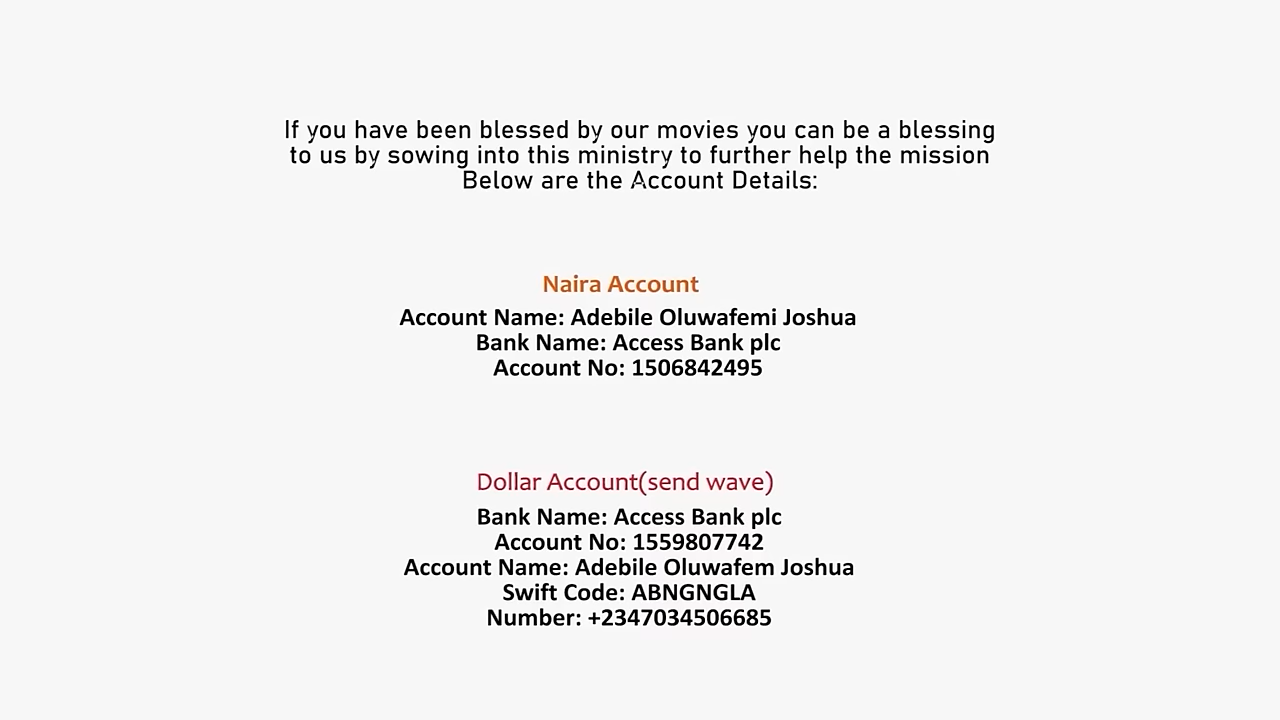 If you have been blessed by our movies you can be a blessing
to us by sowing into this ministry to further help the mission
Below are the Account Details:
Naira Account
Account Name: Adebile Oluwafemi Joshua
Bank Name: Access Bank plc
Account No: 1506842495
Dollar Account(send wave)
Bank Name: Access Bank plc
Account No: 1559807742
Account Name: Adebile Oluwafem Joshua
Swift Code: ABNGNGLA
Number: +2347034506685